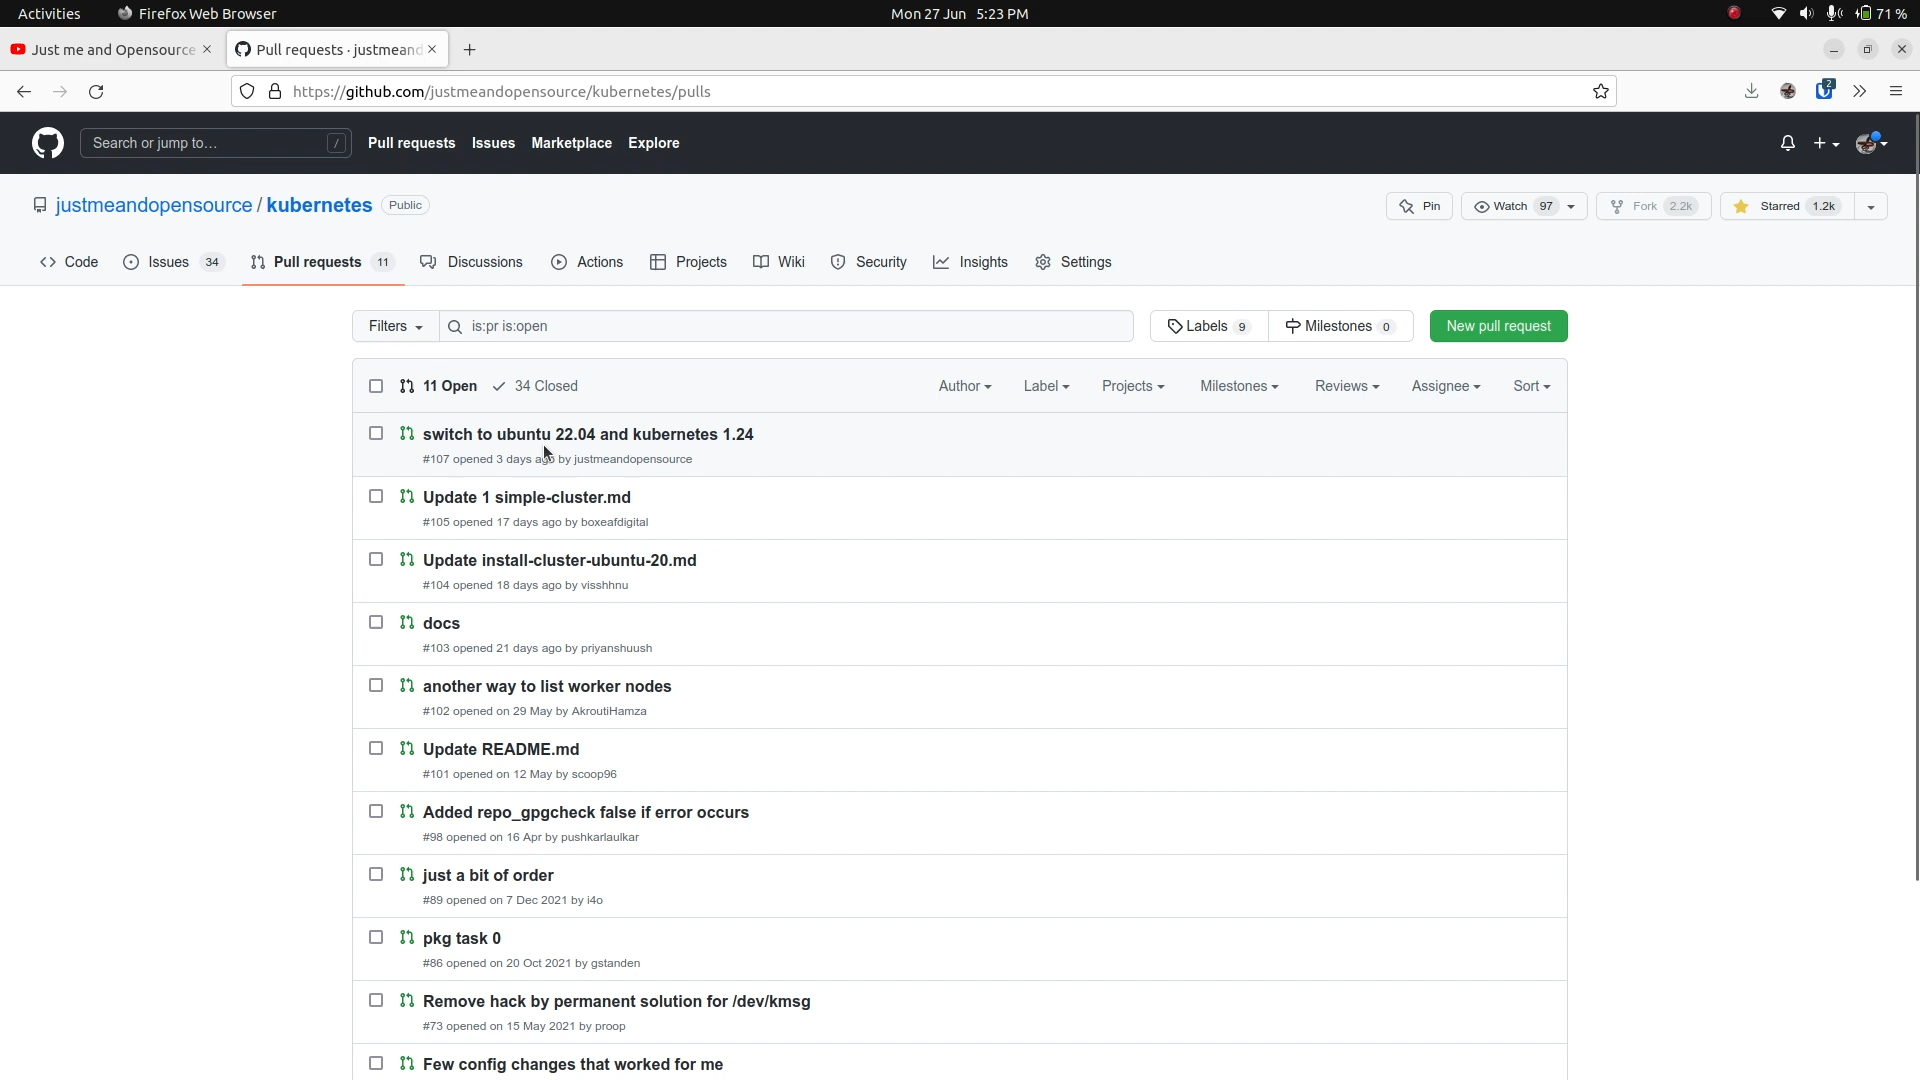 Activities Firefox Web Browser Mon 27 Jun 5:23 PM 71 %
Just me and Opensource Pull requests · justmeand
https://github.com/justmeandopensource/kubernetes/pulls 2
Search or jump to… / Pull requests Issues Marketplace Explore
justmeandopensource / kubernetes Public Pin Watch 97 Fork 2.2k Starred 1.2k
Code Issues 34 Pull requests 11 Discussions Actions Projects Wiki Security Insights Settings
Filters is:pr is:open Labels 9 Milestones 0 New pull request
11 Open 34 Closed Author Label Projects Milestones Reviews Assignee Sort
switch to ubuntu 22.04 and kubernetes 1.24
#107 opened 3 days ago by justmeandopensource
Update 1 simple-cluster.md
#105 opened 17 days ago by boxeafdigital
Update install-cluster-ubuntu-20.md
#104 opened 18 days ago by visshhnu
docs
#103 opened 21 days ago by priyanshuush
another way to list worker nodes
#102 opened on 29 May by AkroutiHamza
Update README.md
#101 opened on 12 May by scoop96
Added repo_gpgcheck false if error occurs
#98 opened on 16 Apr by pushkarlaulkar
just a bit of order
#89 opened on 7 Dec 2021 by i4o
pkg task 0
#86 opened on 20 Oct 2021 by gstanden
Remove hack by permanent solution for /dev/kmsg
#73 opened on 15 May 2021 by proop
Few config changes that worked for me